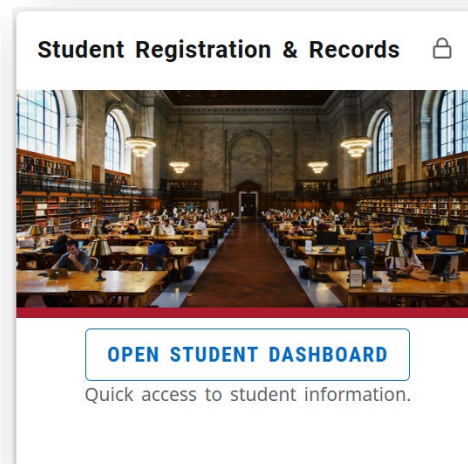 Student Registration & Records
OPEN STUDENT DASHBOARD
Quick access to student information.